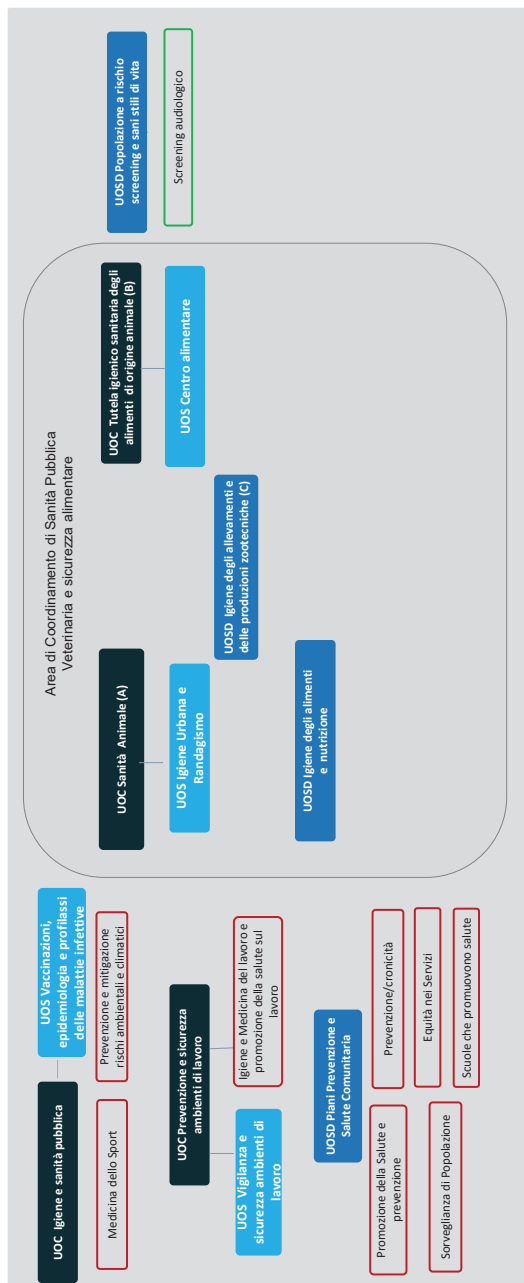 UOC Igiene e sanità pubblica
UOS Vaccinazioni,
epidemiologia e profilassi
delle malattie infettive
Medicina dello Sport
Prevenzione e mitigazione
rischi ambientali e climatici
UOC Prevenzione e sicurezza
ambienti di lavoro
UOS Vigilanza e
sicurezza ambienti di
lavoro
Igiene e Medicina del lavoro e
promozione della salute sul
lavoro
UOSD Piani Prevenzione e
Salute Comunitaria
Promozione della Salute e
prevenzione
Prevenzione/cronicità
Sorveglianza di Popolazione
Equità nei Servizi
Scuole che promuovono salute
Area di Coordinamento di Sanità Pubblica
Veterinaria e sicurezza alimentare
UOC Sanità Animale (A)
UOS Igiene Urbana e
Randagismo
UOC Tutela igienico sanitaria degli
alimenti di origine animale (B)
UOS Centro alimentare
UOSD Igiene degli allevamenti e
delle produzioni zootecniche (C)
UOSD Igiene degli alimenti
e nutrizione
UOSD Popolazione a rischio
screening e sani stili di vita
Screening audiologico